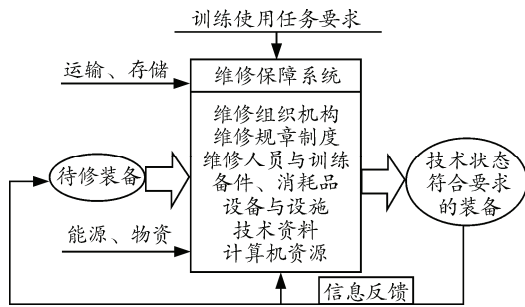 训练使用任务要求
运输、存储
维修保障系统
维修组织机构
维修规章制度
维修人员与训练
备件、消耗品
设备与设施
技术资料
计算机资源
待修装备
能源、物资
技术状态
符合要求
的装备
信息反馈